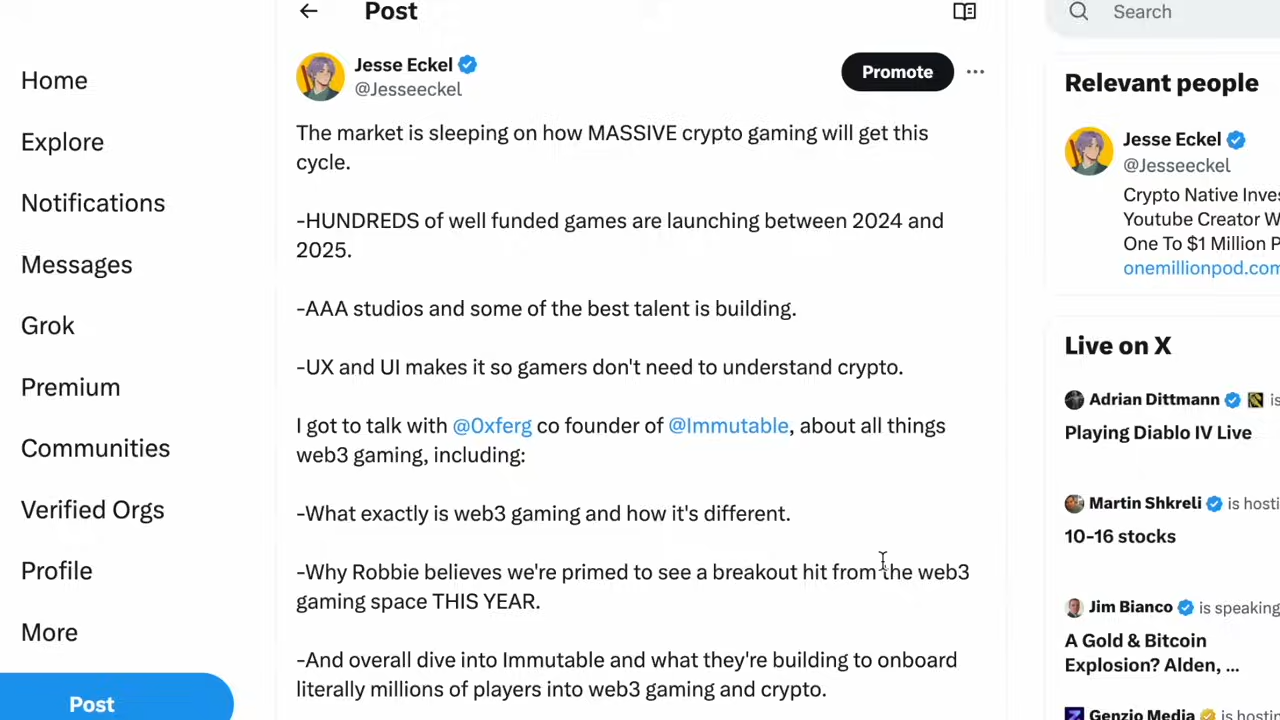 Post
Search
Jesse Eckel
@Jesseeckel
Promote
Home
Explore
Notifications
Messages
Grok
Premium
Communities
Verified Orgs
Profile
More
Post
The market is sleeping on how MASSIVE crypto gaming will get this
cycle.
-HUNDREDS of well funded games are launching between 2024 and
2025.
-AAA studios and some of the best talent is building.
-UX and UI makes it so gamers don't need to understand crypto.
I got to talk with @0xferg co founder of @Immutable, about all things
web3 gaming, including:
-What exactly is web3 gaming and how it's different.
-Why Robbie believes we're primed to see a breakout hit from the web3
gaming space THIS YEAR.
-And overall dive into Immutable and what they're building to onboard
literally millions of players into web3 gaming and crypto.
Relevant people
Jesse Eckel
@Jesseeckel
Crypto Native
Youtube Creator
One To $1 Million
onemillionpod.com
Live on X
Adrian Dittmann is
Playing Diablo IV Live
Martin Shkreli is
10-16 stocks
Jim Bianco is speaking
A Gold & Bitcoin
Explosion? Alden, ...
Genzio Media is